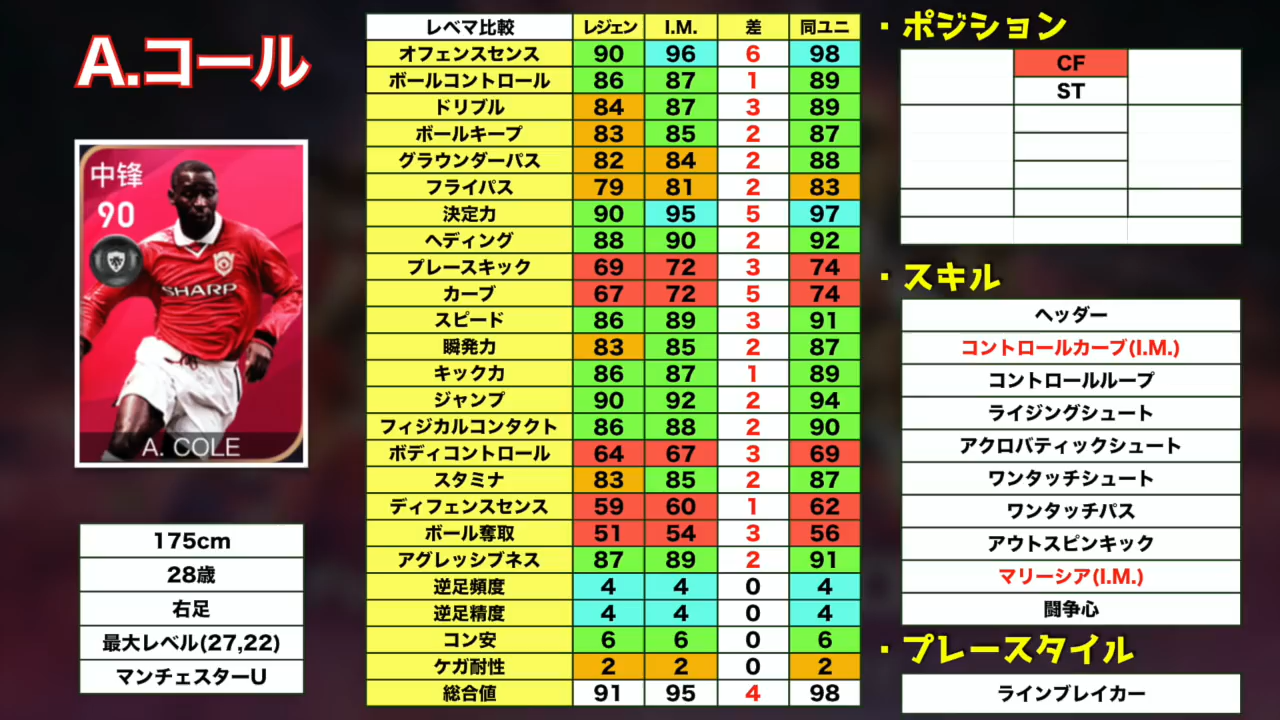 A.コール
中锋
90
SHARP
A. COLE
175cm
28歳
右足
最大レベル(27,22)
マンチェスターU
レベマ比較 レジェン I.M. 差 同ユニ
オフェンスセンス 90 96 6 98
ボールコントロール 86 87 1 89
ドリブル 84 87 3 89
ボールキープ 83 85 2 87
グラウンダーパス 82 84 2 88
フライパス 79 81 2 83
決定力 90 95 5 97
ヘディング 88 90 2 92
プレースキック 69 72 3 74
カーブ 67 72 5 74
スピード 86 89 3 91
瞬発力 83 85 2 87
キック力 86 87 1 89
ジャンプ 90 92 2 94
フィジカルコンタクト 86 88 2 90
ボディコントロール 64 67 3 69
スタミナ 83 85 2 87
ディフェンスセンス 59 60 1 62
ボール奪取 51 54 3 56
アグレッシブネス 87 89 2 91
逆足頻度 4 4 0 4
逆足精度 4 4 0 4
コン安 6 6 0 6
ケガ耐性 2 2 0 2
総合値 91 95 4 98
・ポジション
CF
ST
・スキル
ヘッダー
コントロールカーブ(I.M.)
コントロールループ
ライジングシュート
アクロバティックシュート
ワンタッチシュート
ワンタッチパス
アウトスピンキック
マリーシア(I.M.)
闘争心
・プレースタイル
ラインブレイカー